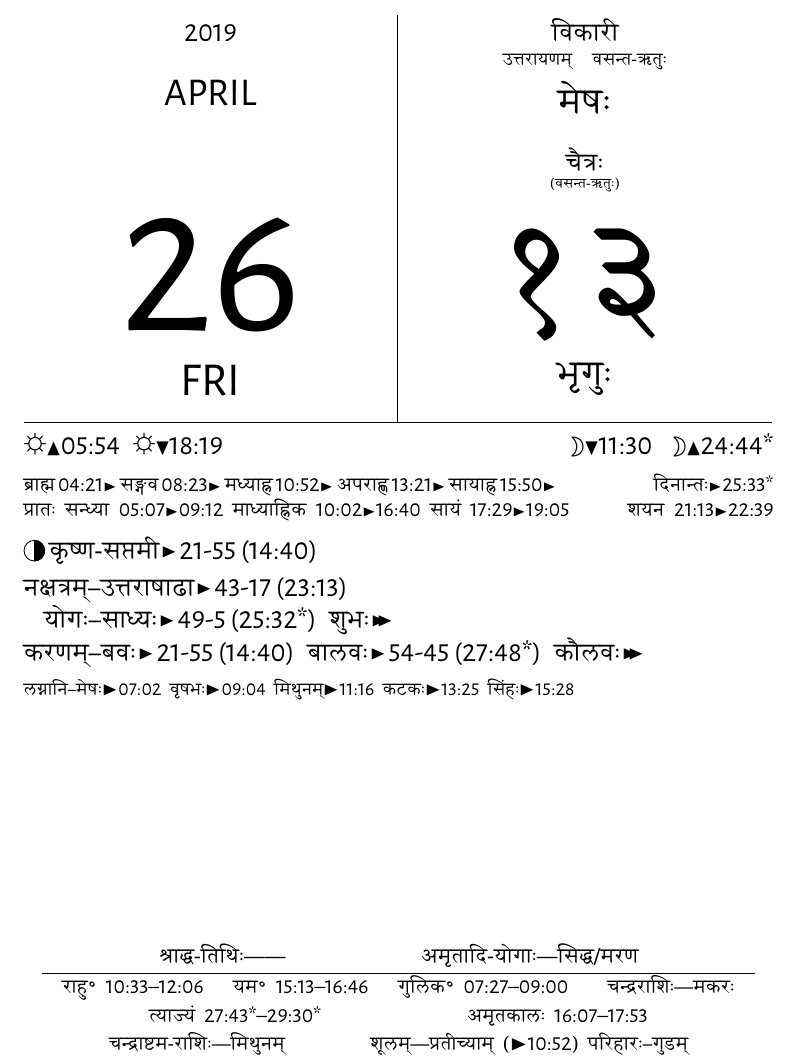 2019
APRIL
26
FRI
विकारी
उत्तरायणम् वसन्त-ऋतुः
मेषः
चैत्रः
(वसन्त-ऋतुः)
१३
भृगुः
☼▲05:54 ☼▼18:19 ☽▼11:30 ☽▲24:44*
ब्राह्म 04:21► सङ्गव 08:23► मध्याह्न 10:52► अपराह्ण 13:21► सायाह्न 15:50► दिनान्तः►25:33*
प्रातः सन्ध्या 05:07►09:12 माध्याह्निक 10:02►16:40 सायं 17:29►19:05 शयन 21:13►22:39
◑ कृष्ण-सप्तमी►21-55 (14:40)
नक्षत्रम्–उत्तराषाढा►43-17 (23:13)
योगः–साध्यः►49-5 (25:32*) शुभः►►
करणम्–बवः►21-55 (14:40) बालवः►54-45 (27:48*) कौलवः►►
लग्नानि–मेषः►07:02 वृषभः►09:04 मिथुनम्►11:16 कटकः►13:25 सिंहः►15:28
श्राद्ध-तिथिः—— अमृतादि-योगाः—सिद्ध/मरण
राहु॰ 10:33–12:06 यम॰ 15:13–16:46 गुलिक॰ 07:27–09:00 चन्द्रराशिः—मकरः
त्याज्यं 27:43*–29:30* अमृतकालः 16:07–17:53
चन्द्राष्टम-राशिः—मिथुनम् शूलम्—प्रतीच्याम् (►10:52) परिहारः–गुडम्